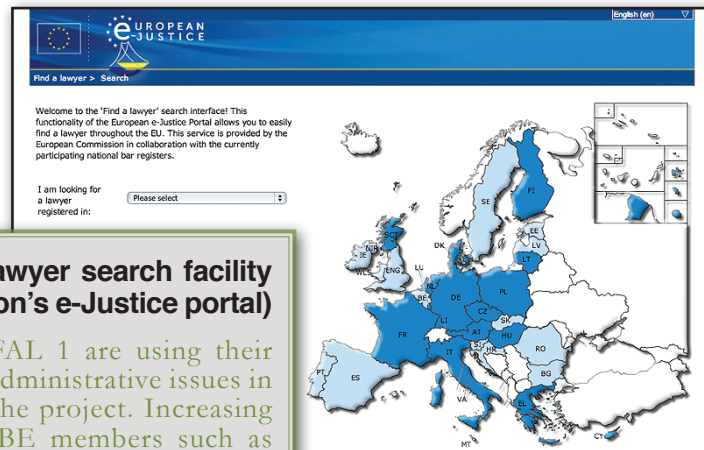 English (en)
EUROPEAN
e-JUSTICE
Find a lawyer > Search
Welcome to the 'Find a lawyer' search interface! This
functionality of the European e-Justice Portal allows you to easily
find a lawyer throughout the EU. This service is provided by the
European Commission in collaboration with the currently
participating national bar registers.
I am looking for
a lawyer
registered in:
Please select
FI
SE
EE
LV
LT
DK
SCT
NIR
IE
ENG
NL
BE
LU
DE
PL
CZ
SK
LI
AT
HU
FR
SI
HR
RO
IT
BG
PT
ES
VA
EL
MT
CY
awyer search facility
on's e-Justice portal)
FAL 1 are using their
dministrative issues in
he project. Increasing
BE members such as